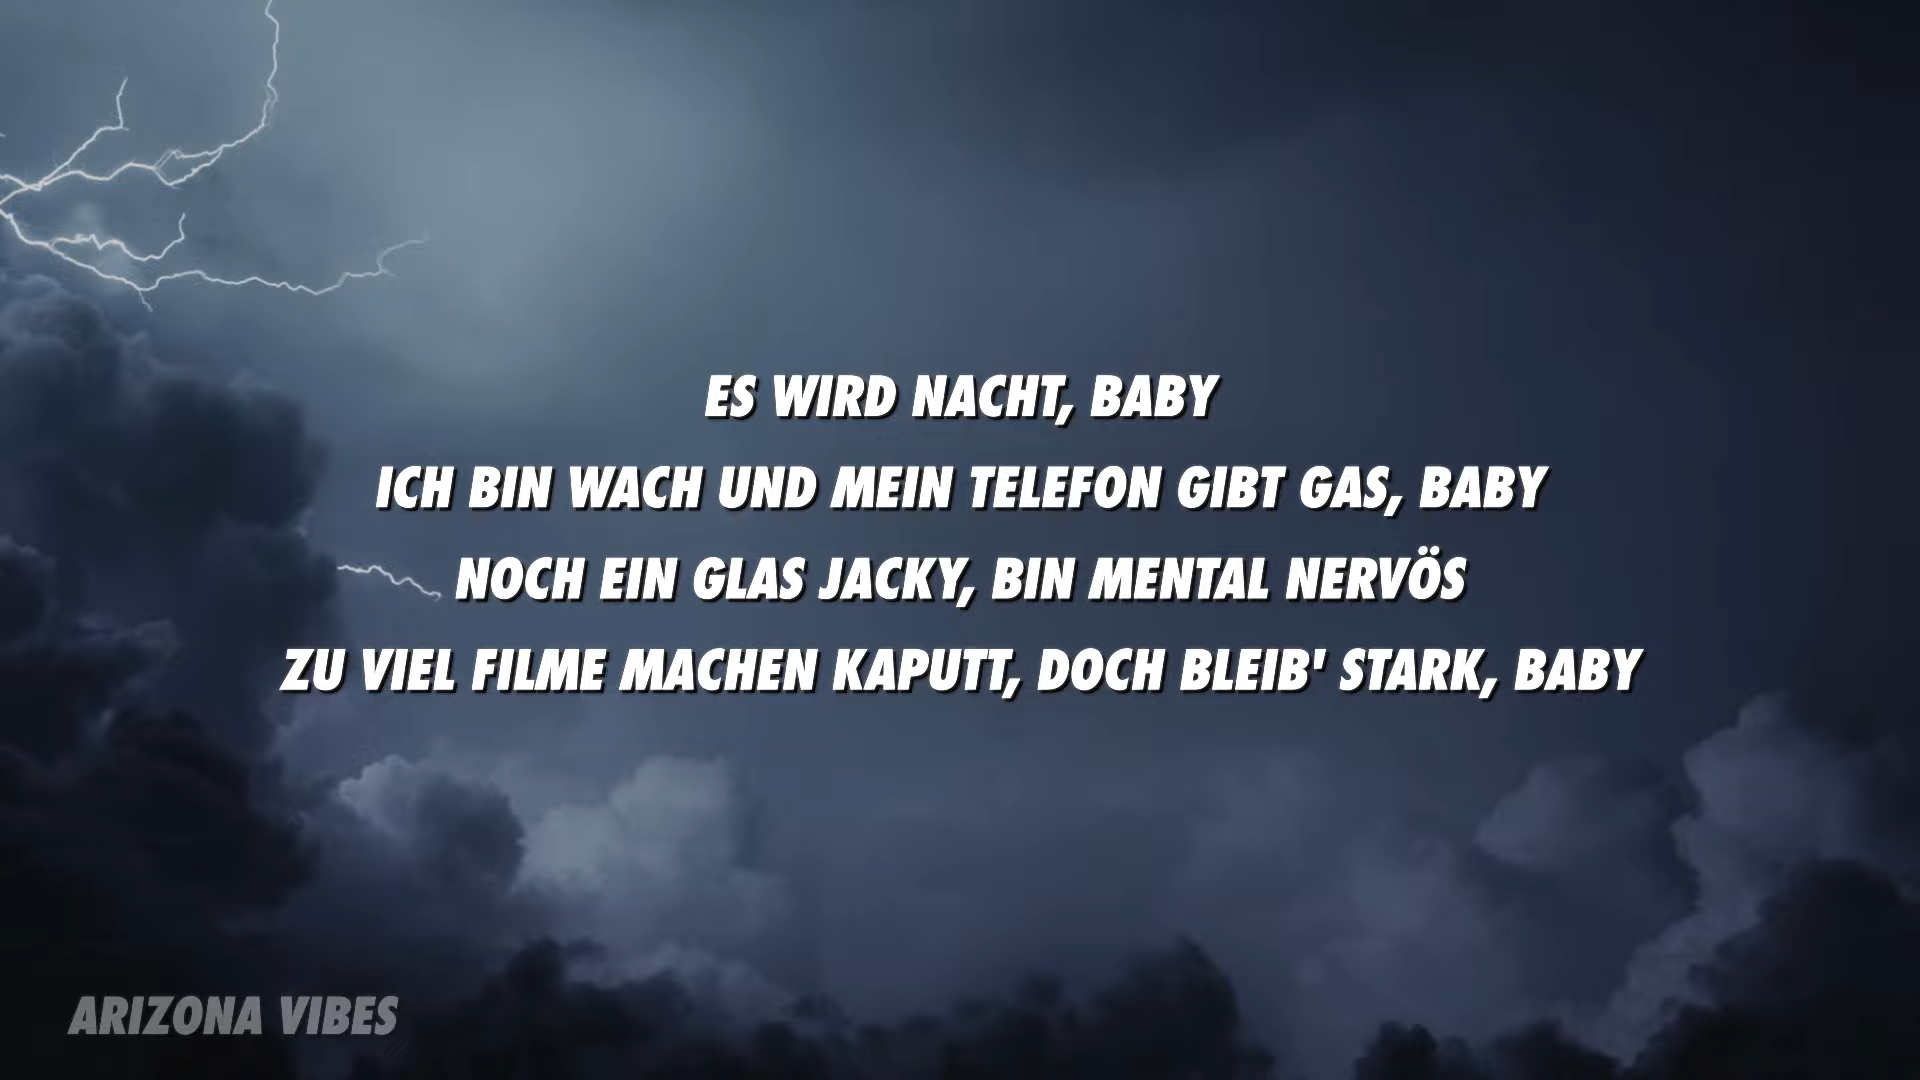 ES WIRD NACHT, BABY
ICH BIN WACH UND MEIN TELEFON GIBT GAS, BABY
NOCH EIN GLAS JACKY, BIN MENTAL NERVÖS
ZU VIEL FILME MACHEN KAPUTT, DOCH BLEIB' STARK, BABY
ARIZONA VIBES